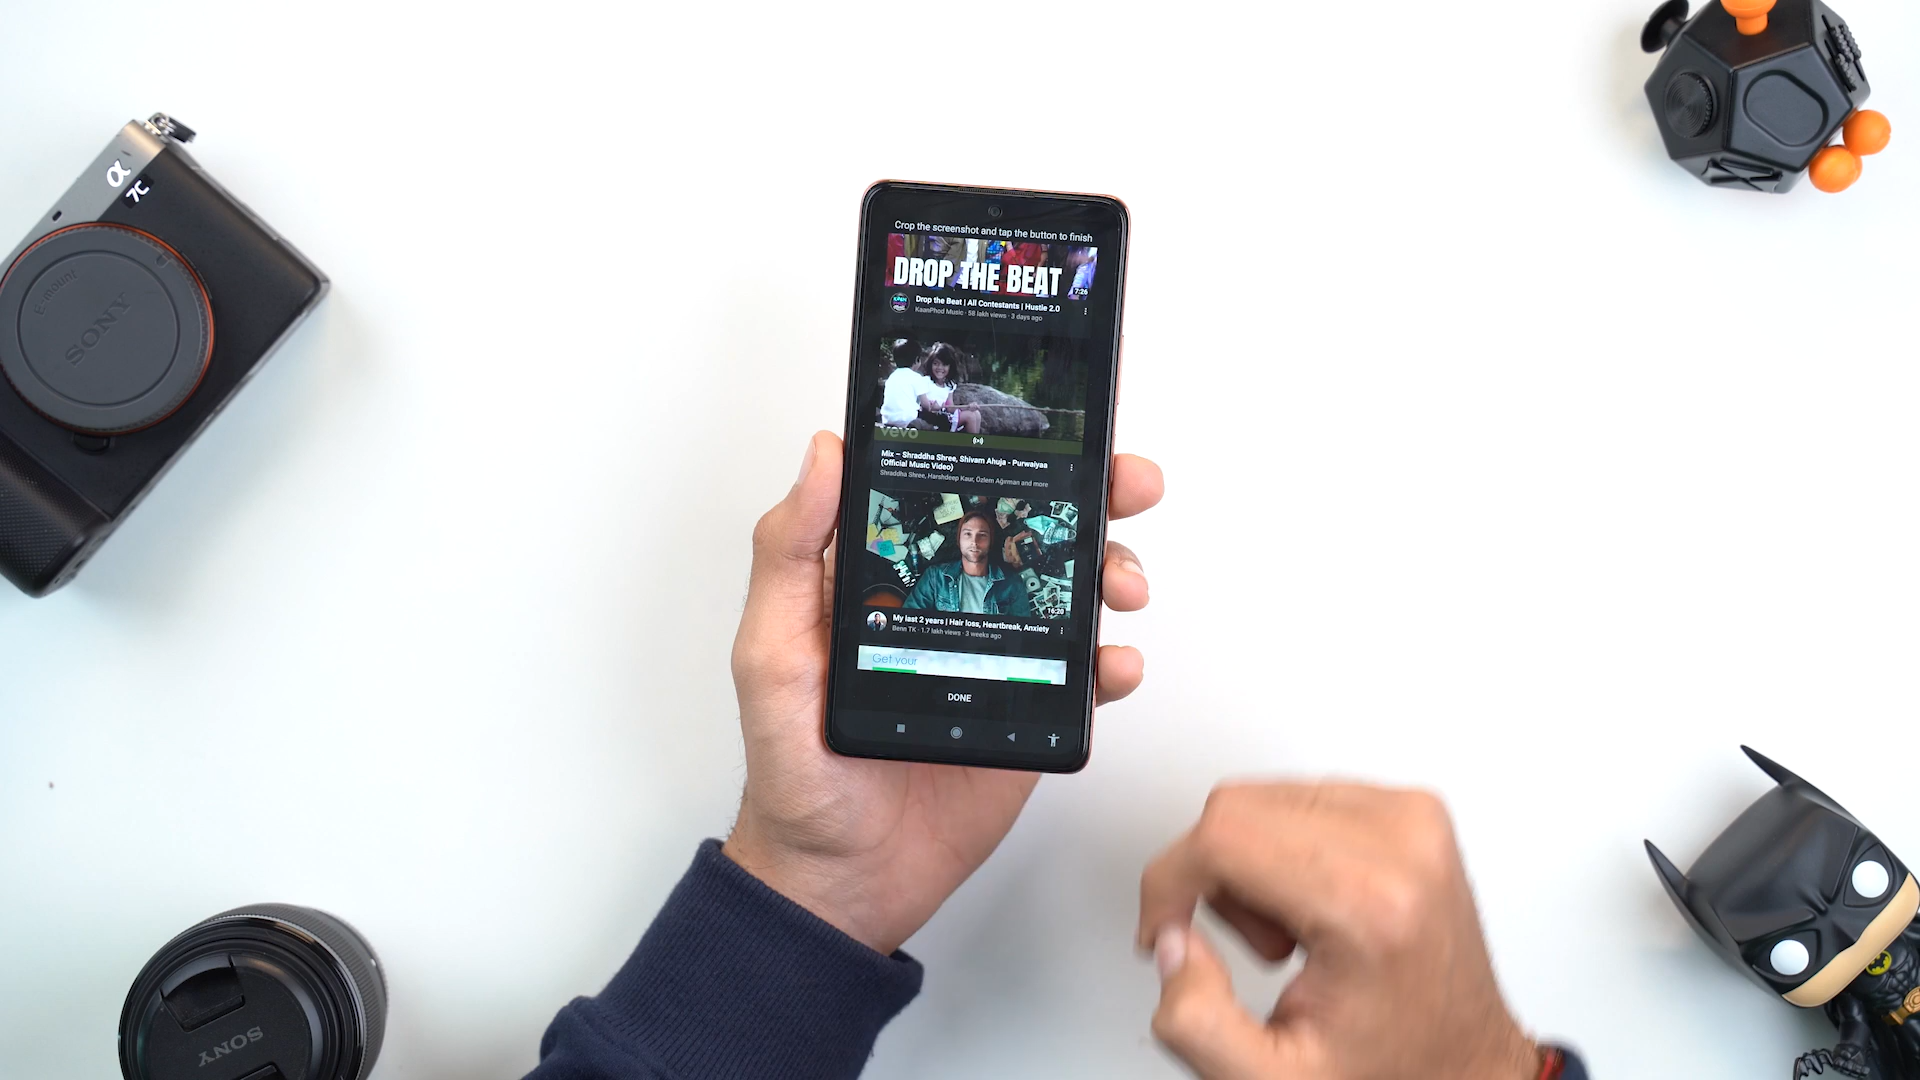 α
7C
E-mount
SONY
SONY
Crop the screenshot and tap the button to finish
DROP THE BEAT
7:26
Drop the Beat | All Contestants | Hustle 2.0
KaanPhod Music · 58 lakh views · 3 days ago
vevo
Mix – Shraddha Shree, Shivam Ahuja - Purwaiyaa
(Official Music Video)
Shraddha Shree, Harshdeep Kaur, Özlem Ağırman and more
16:20
My last 2 years | Hair loss, Heartbreak, Anxiety
Benn TK · 1.7 lakh views · 3 weeks ago
Get your
DONE